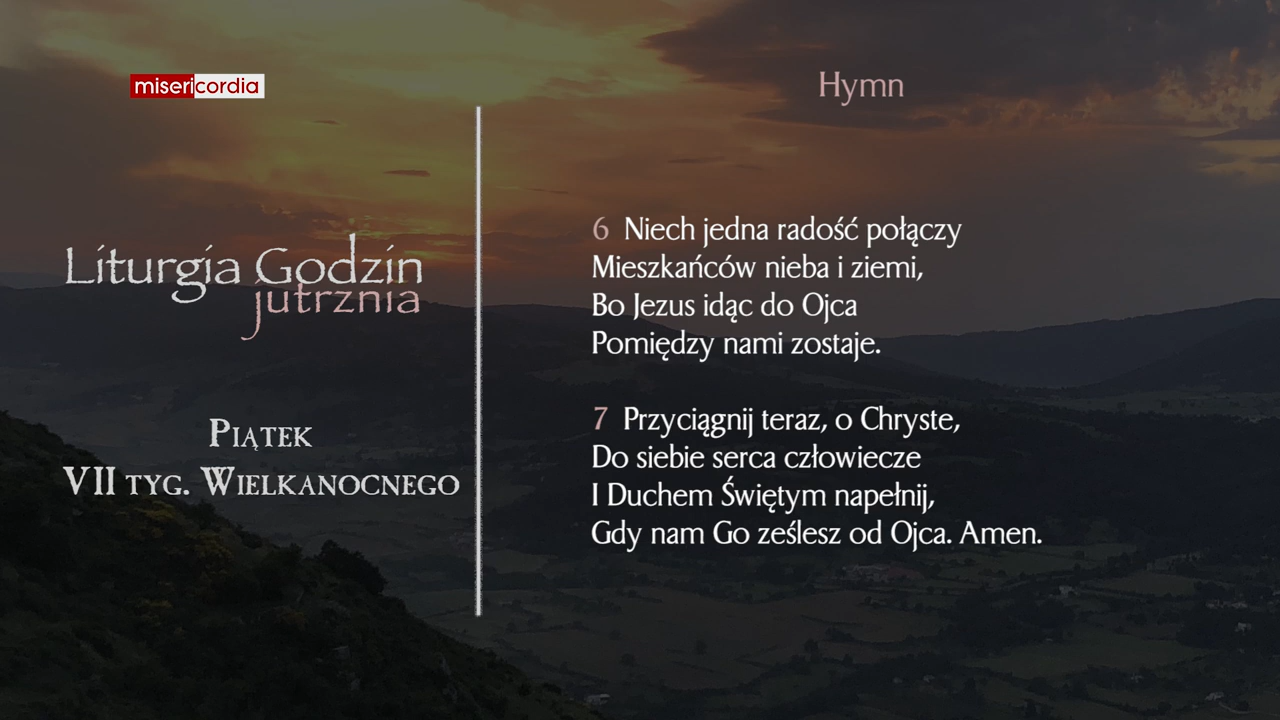 misericordia
Liturgia Godzin
jutrznia
Piątek
VII tyg. Wielkanocnego
Hymn
6 Niech jedna radość połączy
Mieszkańców nieba i ziemi,
Bo Jezus idąc do Ojca
Pomiędzy nami zostaje.
7 Przyciągnij teraz, o Chryste,
Do siebie serca człowiecze
I Duchem Świętym napełnij,
Gdy nam Go ześlesz od Ojca. Amen.